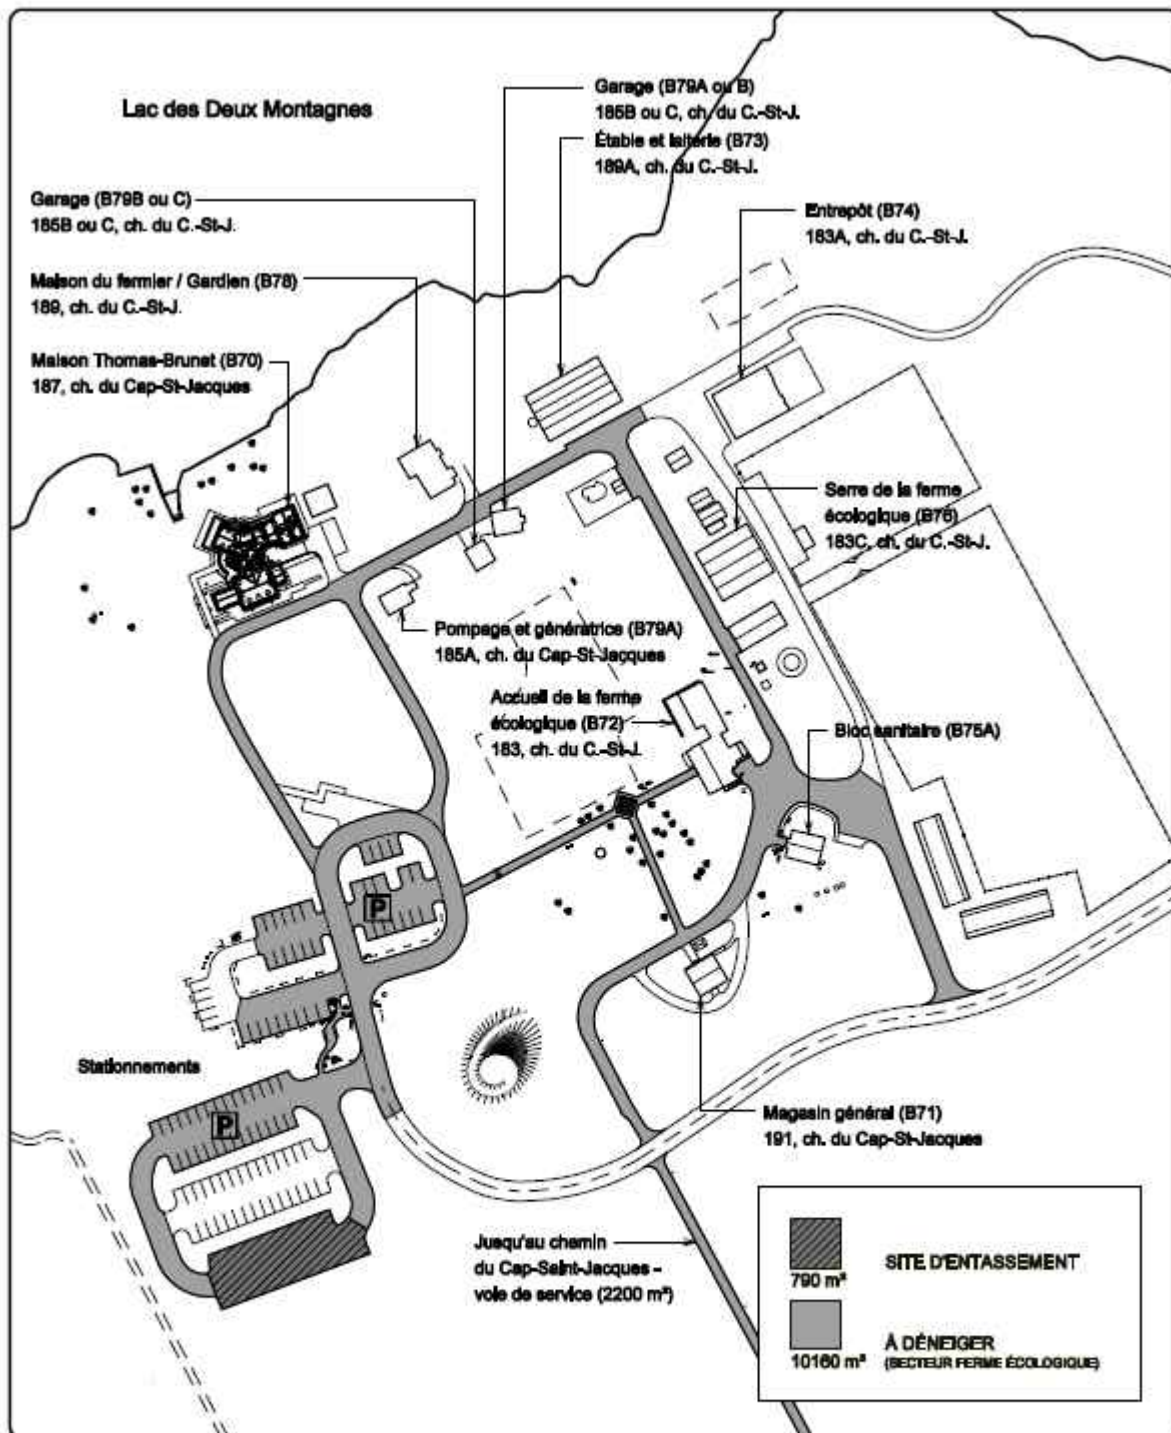 Lac des Deux Montagnes
Garage (B79A ou B)
185B ou C, ch. du C.-St-J.
Étable et laiterie (B73)
189A, ch. du C.-St-J.
Garage (B79B ou C)
185B ou C, ch. du C.-St-J.
Entrepôt (B74)
183A, ch. du C.-St-J.
Maison du fermier / Gardien (B78)
189, ch. du C.-St-J.
Maison Thomas-Brunet (B70)
187, ch. du Cap-St-Jacques
Serre de la ferme
écologique (B76)
183C, ch. du C.-St-J.
Pompage et génératrice (B79A)
185A, ch. du Cap-St-Jacques
Accueil de la ferme
écologique (B72)
183, ch. du C.-St-J.
Bloc sanitaire (B75A)
P
Stationnements
P
Magasin général (B71)
191, ch. du Cap-St-Jacques
Jusqu'au chemin
du Cap-Saint-Jacques -
voie de service (2200 m²)
SITE D'ENTASSEMENT
790 m²
À DÉNEIGER
(SECTEUR FERME ÉCOLOGIQUE)
10160 m²